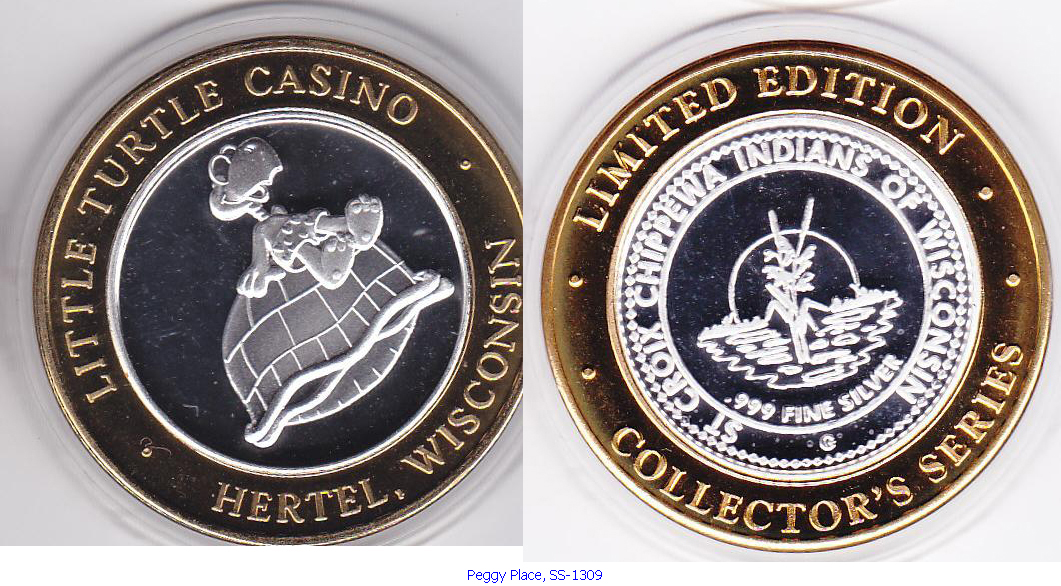 LITTLE TURTLE CASINO
HERTEL, WISCONSIN
LIMITED EDITION
COLLECTOR'S SERIES
ST CROIX CHIPPEWA INDIANS OF WISCONSIN
.999 FINE SILVER
G
Peggy Place, SS-1309